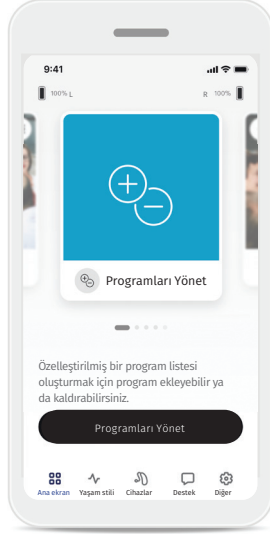 9:41
100% L
R 100%
Programları Yönet
Özelleştirilmiş bir program listesi
oluşturmak için program ekleyebilir ya
da kaldırabilirsiniz.
Programları Yönet
Ana ekran Yaşam stili Cihazlar Destek Diğer